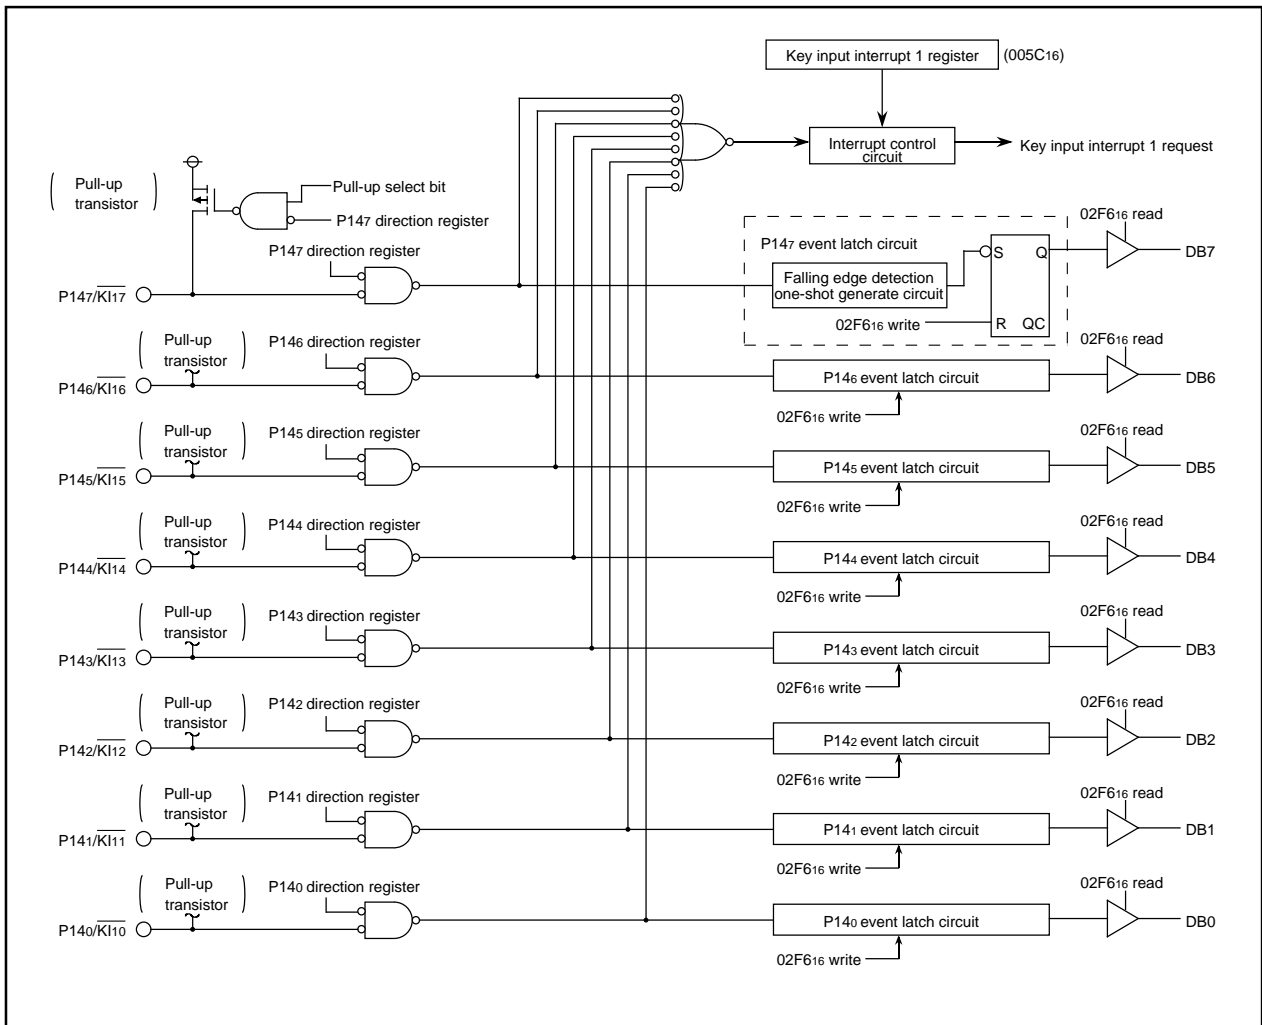 Key input interrupt 1 register (005C16)
Interrupt control
circuit
Key input interrupt 1 request
Pull-up
transistor
Pull-up select bit
P147 direction register
P147 direction register
P147/KI17
P147 event latch circuit
Falling edge detection
one-shot generate circuit
S Q
R QC
02F616 write
02F616 read
DB7
Pull-up
transistor
P146 direction register
P146/KI16
P146 event latch circuit
02F616 write
02F616 read
DB6
Pull-up
transistor
P145 direction register
P145/KI15
P145 event latch circuit
02F616 write
02F616 read
DB5
Pull-up
transistor
P144 direction register
P144/KI14
P144 event latch circuit
02F616 write
02F616 read
DB4
Pull-up
transistor
P143 direction register
P143/KI13
P143 event latch circuit
02F616 write
02F616 read
DB3
Pull-up
transistor
P142 direction register
P142/KI12
P142 event latch circuit
02F616 write
02F616 read
DB2
Pull-up
transistor
P141 direction register
P141/KI11
P141 event latch circuit
02F616 write
02F616 read
DB1
Pull-up
transistor
P140 direction register
P140/KI10
P140 event latch circuit
02F616 write
02F616 read
DB0